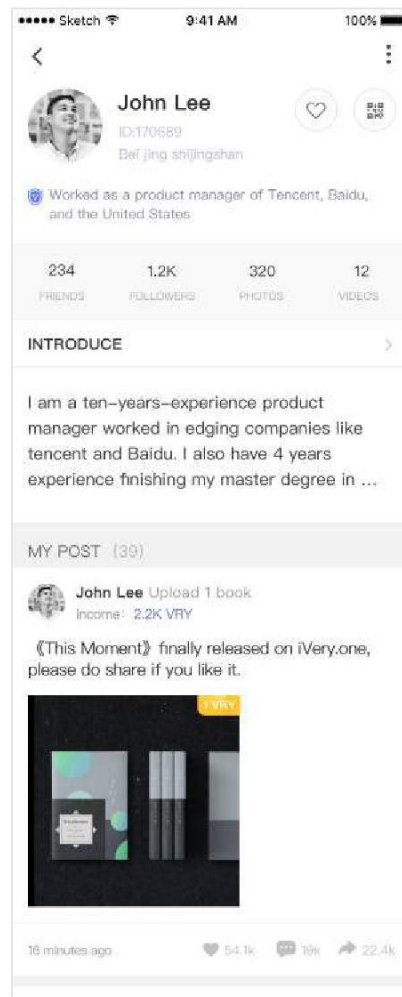 Sketch 9:41 AM 100%
John Lee
ID:170689
Bei jing shijingshan
Worked as a product manager of Tencent, Baidu,
and the United States
234 1.2K 320 12
FRIENDS FOLLOWERS PHOTOS VIDEOS
INTRODUCE
I am a ten-years-experience product
manager worked in edging companies like
tencent and Baidu. I also have 4 years
experience finishing my master degree in ...
MY POST (39)
John Lee Upload 1 book
Income: 2.2K VRY
《This Moment》 finally released on iVery.one,
please do share if you like it.
1 VRY
16 minutes ago 54.1k 19k 22.4k